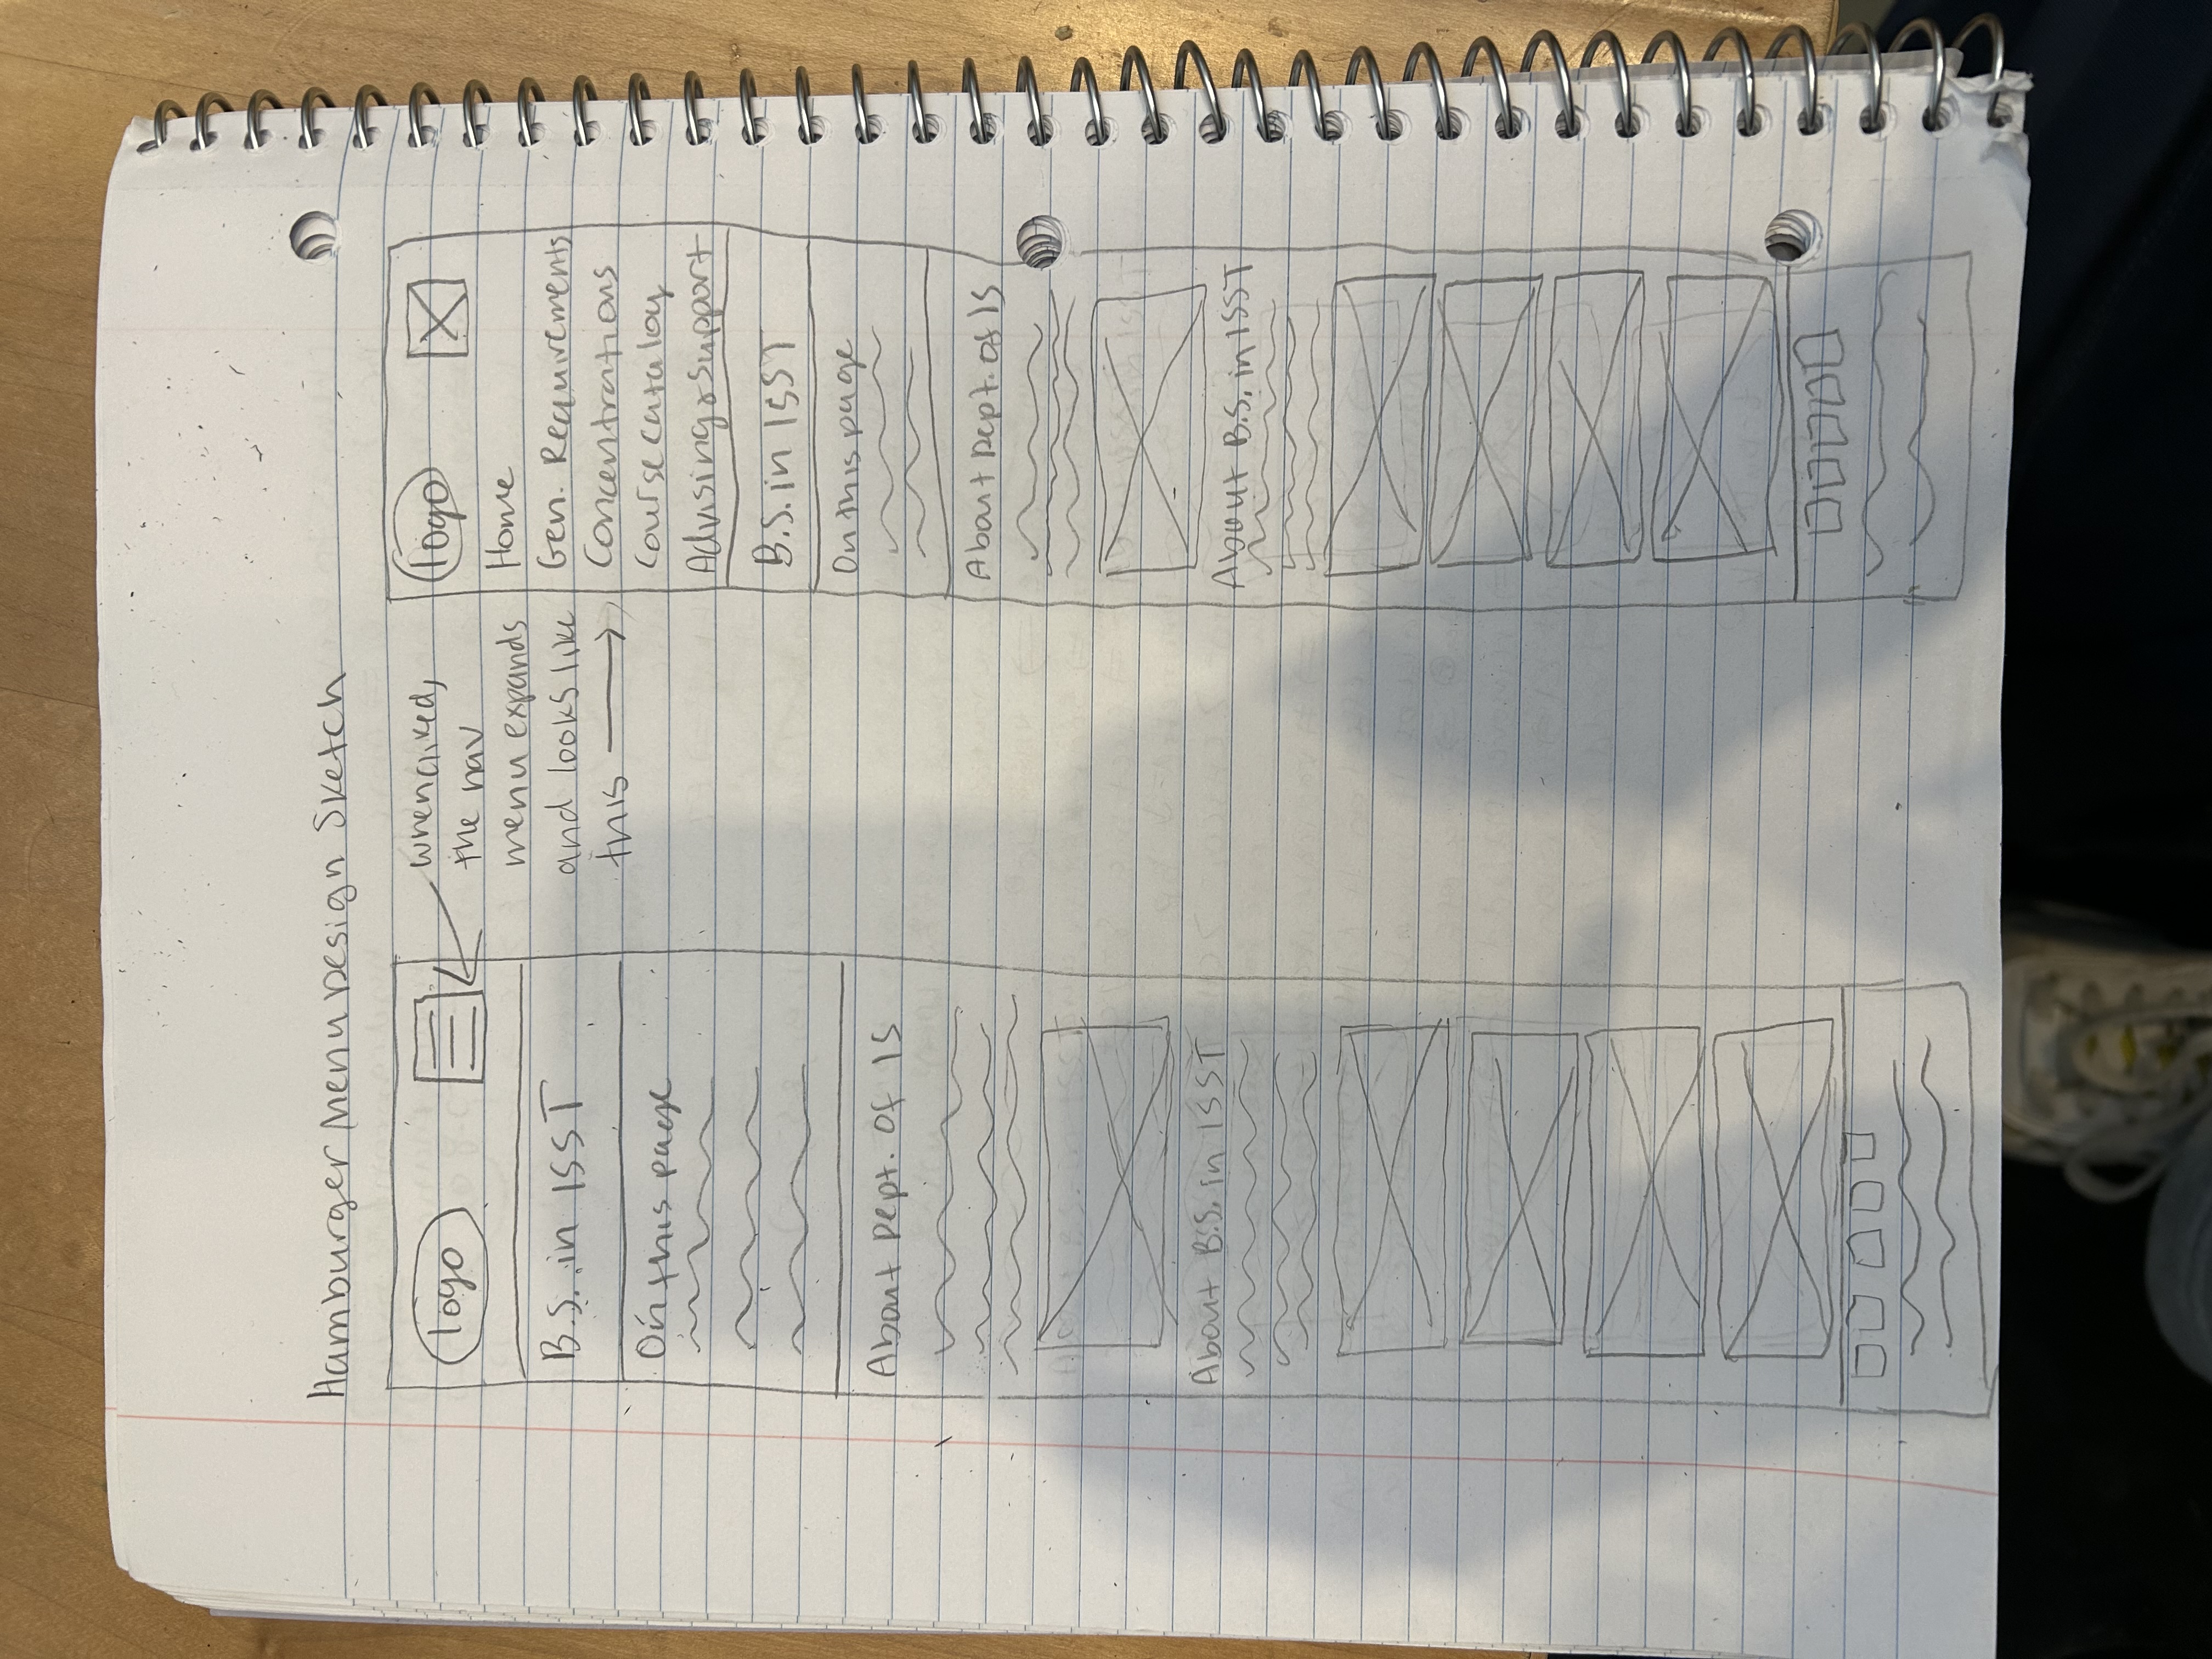 Hamburger Menu Design Sketch
logo
B.S. in ISST
On this page
About Dept. Of IS
About B.S. in ISST
when cliked,
the nav
menu expands
and looks like
this
logo
Home
Gen. Requirements
Concentrations
Course catalog
Advising & Support
B.S. in ISST
On this page
About Dept. of IS
About B.S. in ISST